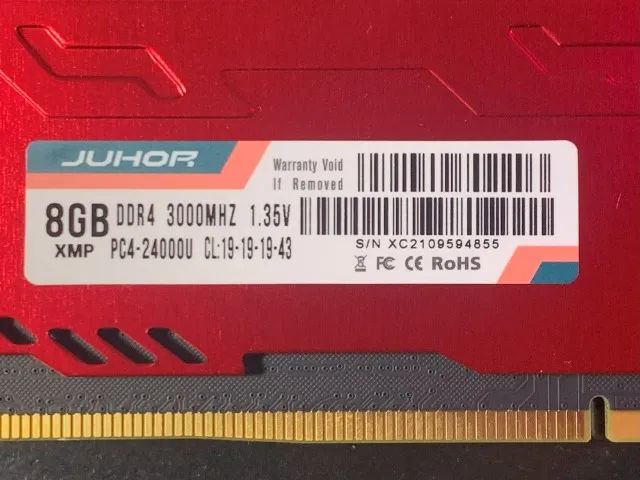 JUHOR
Warranty Void
If Removed
8GB DDR4 3000MHZ 1.35V
XMP PC4-24000U CL:19-19-19-43
S/N XC2109594855
FC CE RoHS